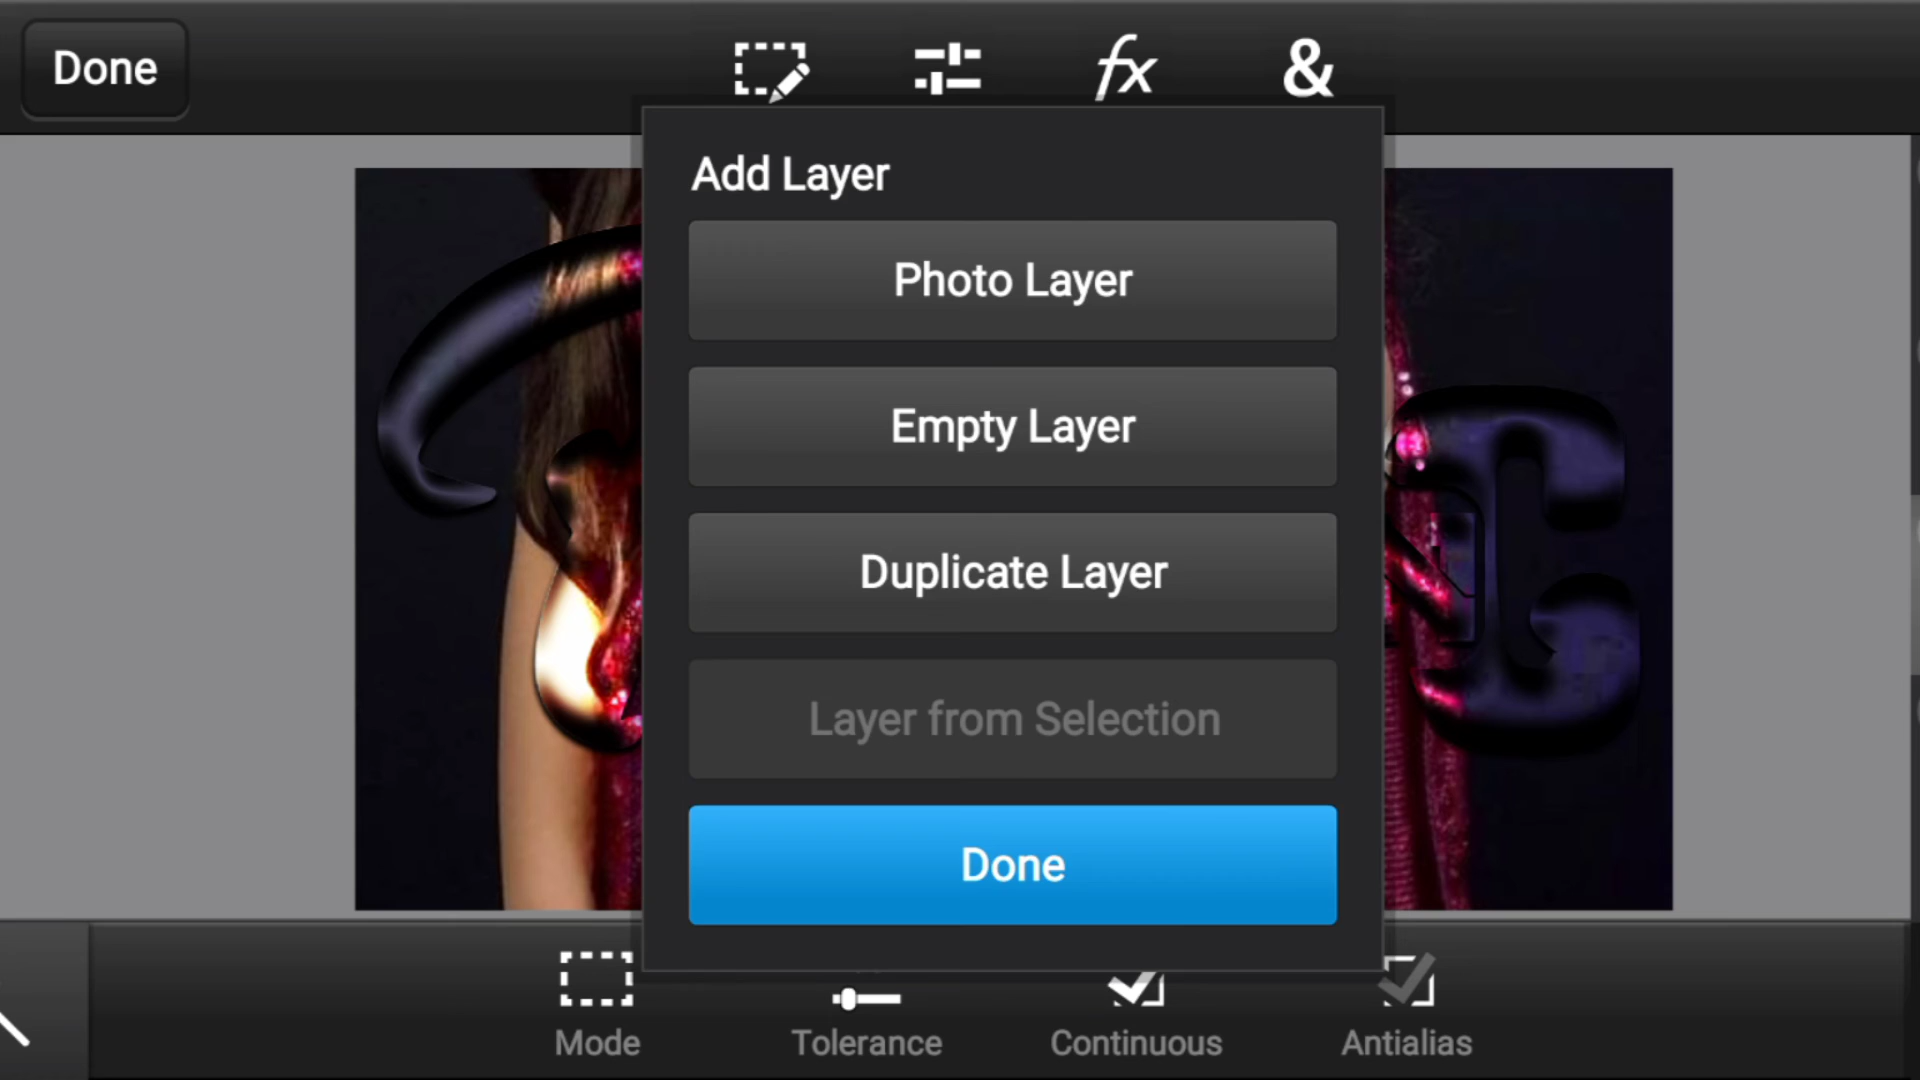 Done
fx
&
Add Layer
Photo Layer
Empty Layer
Duplicate Layer
Layer from Selection
Done
Mode
Tolerance
Continuous
Antialias